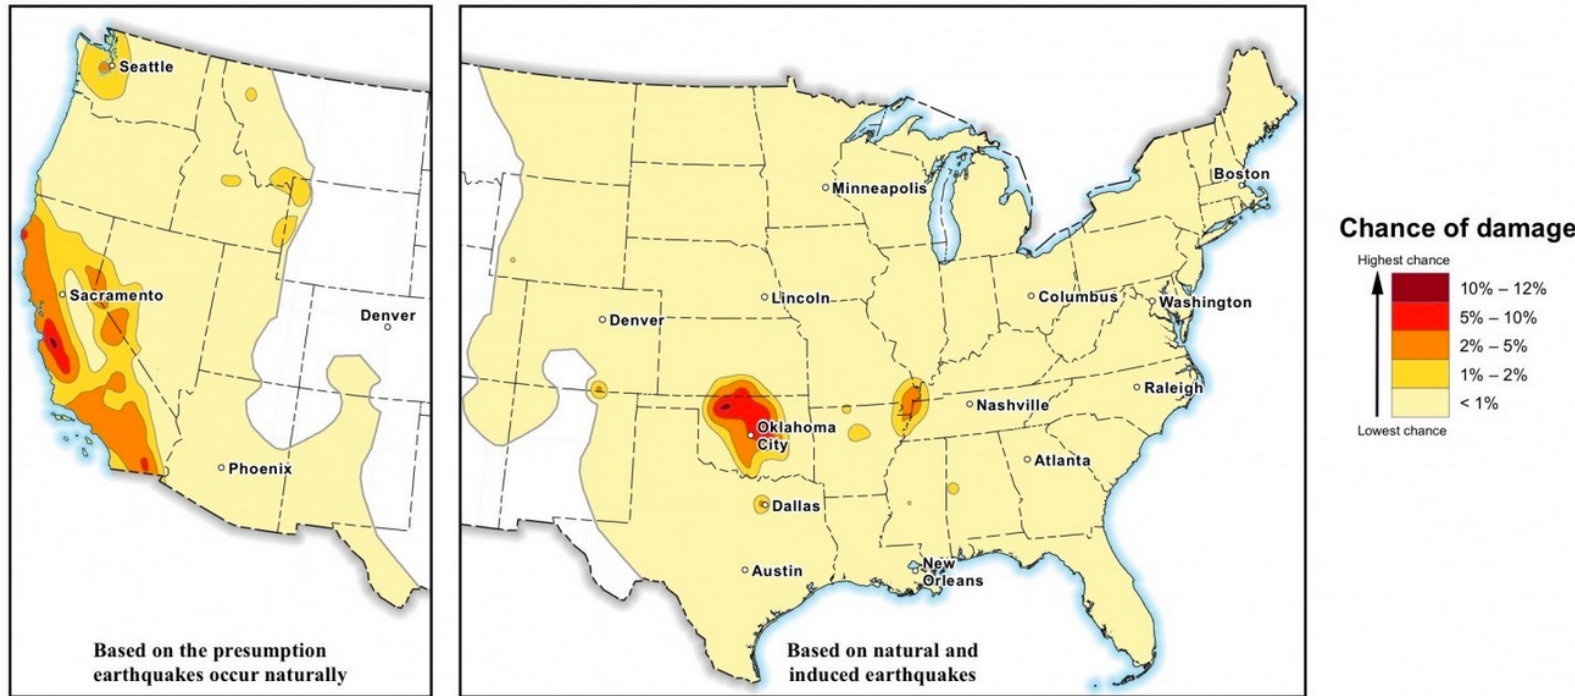 Seattle
Sacramento
Denver
Phoenix
Based on the presumption
earthquakes occur naturally
Minneapolis
Boston
Lincoln
Columbus
Washington
Denver
Raleigh
Nashville
Oklahoma
City
Atlanta
Dallas
Austin
New
Orleans
Based on natural and
induced earthquakes
Chance of damage
Highest chance
10% – 12%
5% – 10%
2% – 5%
1% – 2%
< 1%
Lowest chance